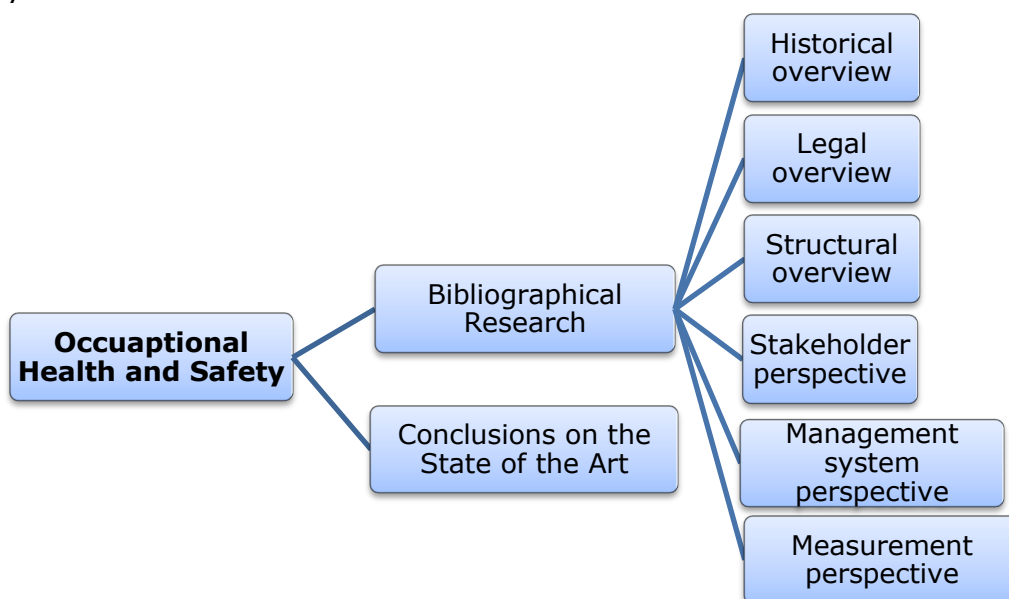 Historical
overview
Legal
overview
Structural
overview
Bibliographical
Research
Occuaptional
Health and Safety
Stakeholder
perspective
Conclusions on the
State of the Art
Management
system
perspective
Measurement
perspective